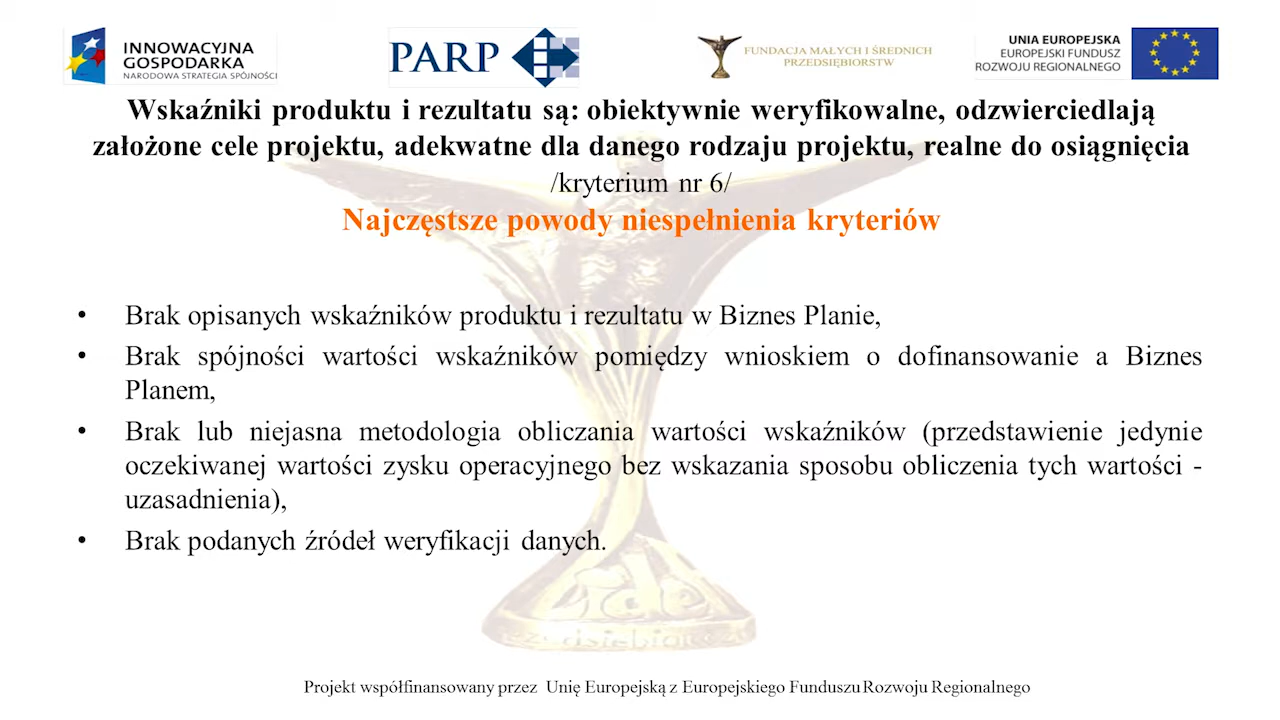 INNOWACYJNA
GOSPODARKA
NARODOWA STRATEGIA SPÓJNOŚCI
PARP
FUNDACJA MAŁYCH I ŚREDNICH
PRZEDSIĘBIORSTW
UNIA EUROPEJSKA
EUROPEJSKI FUNDUSZ
ROZWOJU REGIONALNEGO
Wskaźniki produktu i rezultatu są: obiektywnie weryfikowalne, odzwierciedlają
założone cele projektu, adekwatne dla danego rodzaju projektu, realne do osiągnięcia
/kryterium nr 6/
Najczęstsze powody niespełnienia kryteriów
• Brak opisanych wskaźników produktu i rezultatu w Biznes Planie,
• Brak spójności wartości wskaźników pomiędzy wnioskiem o dofinansowanie a Biznes
Planem,
• Brak lub niejasna metodologia obliczania wartości wskaźników (przedstawienie jedynie
oczekiwanej wartości zysku operacyjnego bez wskazania sposobu obliczenia tych wartości -
uzasadnienia),
• Brak podanych źródeł weryfikacji danych.
Projekt współfinansowany przez Unię Europejską z Europejskiego Funduszu Rozwoju Regionalnego